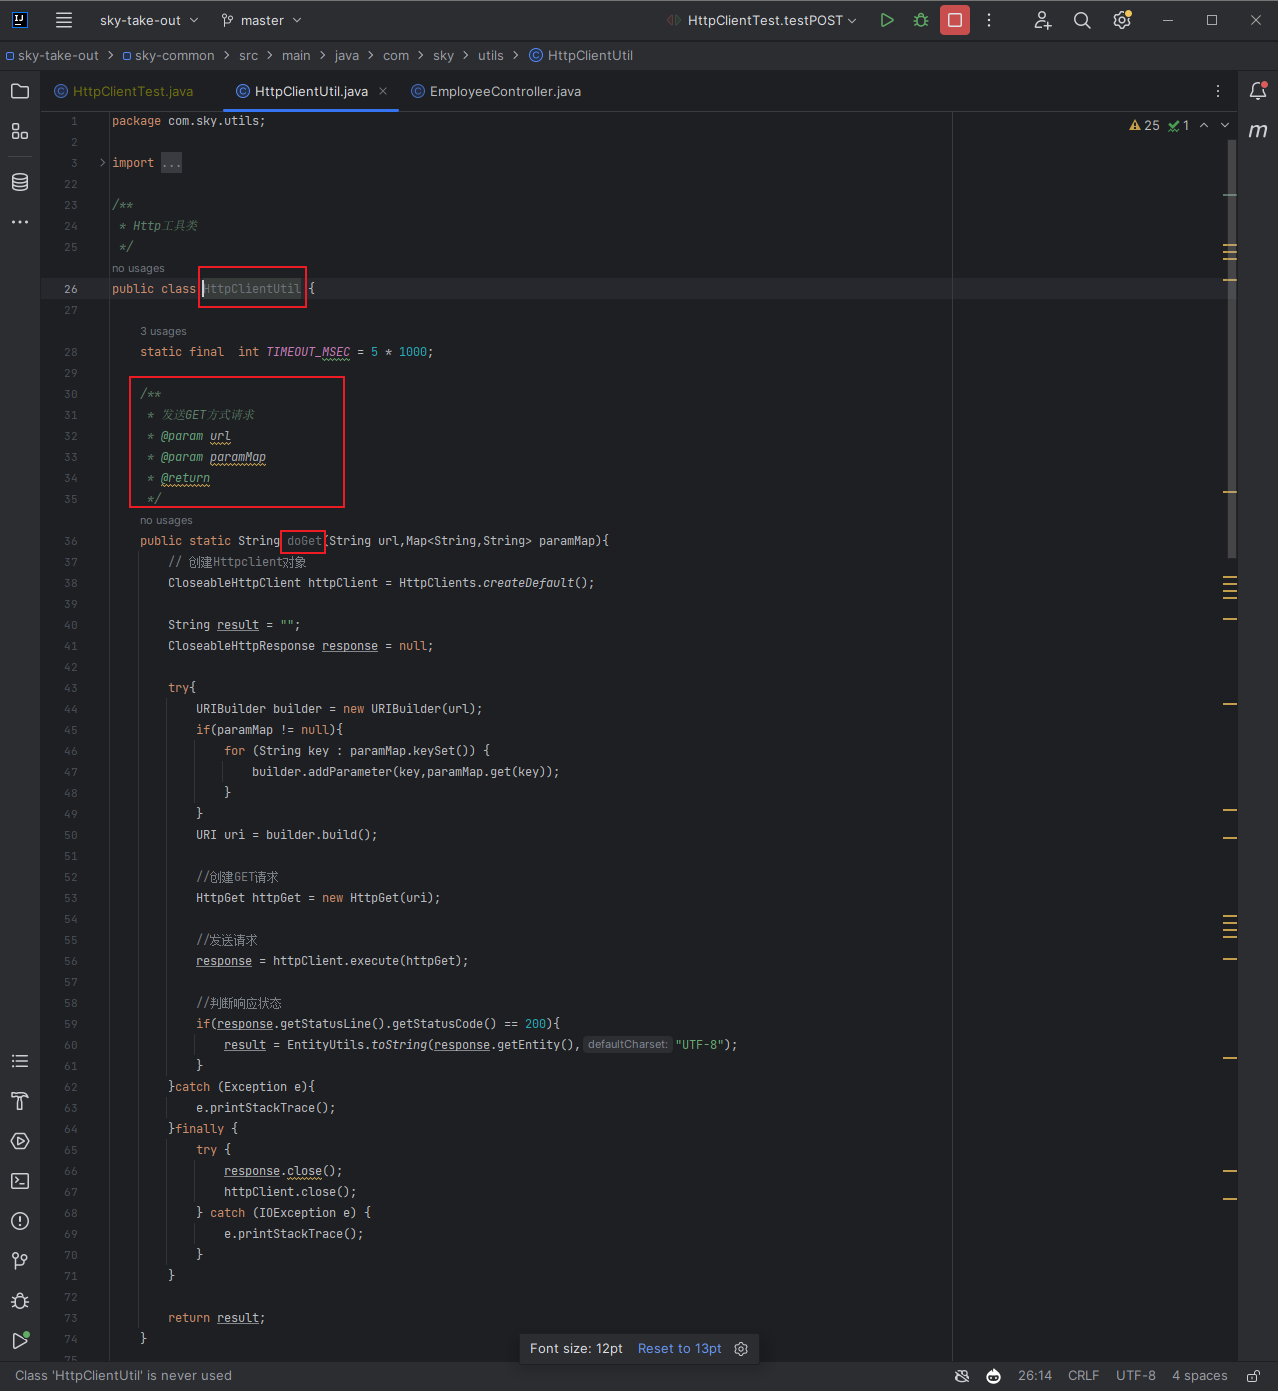 sky-take-out
master
HttpClientTest.testPOST
sky-take-out > sky-common > src > main > java > com > sky > utils > HttpClientUtil
HttpClientTest.java
HttpClientUtil.java
EmployeeController.java
25
1
1 package com.sky.utils;
2
3 import ...
22
23 /**
24 * Http工具类
25 */
no usages
26 public class HttpClientUtil {
27
3 usages
28 static final  int TIMEOUT_MSEC = 5 * 1000;
29
30 /**
31 * 发送GET方式请求
32 * @param url
33 * @param paramMap
34 * @return
35 */
no usages
36 public static String doGet(String url,Map<String,String> paramMap){
37 // 创建Httpclient对象
38 CloseableHttpClient httpClient = HttpClients.createDefault();
39
40 String result = "";
41 CloseableHttpResponse response = null;
42
43 try{
44 URIBuilder builder = new URIBuilder(url);
45 if(paramMap != null){
46 for (String key : paramMap.keySet()) {
47 builder.addParameter(key,paramMap.get(key));
48 }
49 }
50 URI uri = builder.build();
51
52 //创建GET请求
53 HttpGet httpGet = new HttpGet(uri);
54
55 //发送请求
56 response = httpClient.execute(httpGet);
57
58 //判断响应状态
59 if(response.getStatusLine().getStatusCode() == 200){
60 result = EntityUtils.toString(response.getEntity(), defaultCharset: "UTF-8");
61 }
62 }catch (Exception e){
63 e.printStackTrace();
64 }finally {
65 try {
66 response.close();
67 httpClient.close();
68 } catch (IOException e) {
69 e.printStackTrace();
70 }
71 }
72
73 return result;
74 }
75
Font size: 12pt Reset to 13pt
Class 'HttpClientUtil' is never used
26:14 CRLF UTF-8 4 spaces